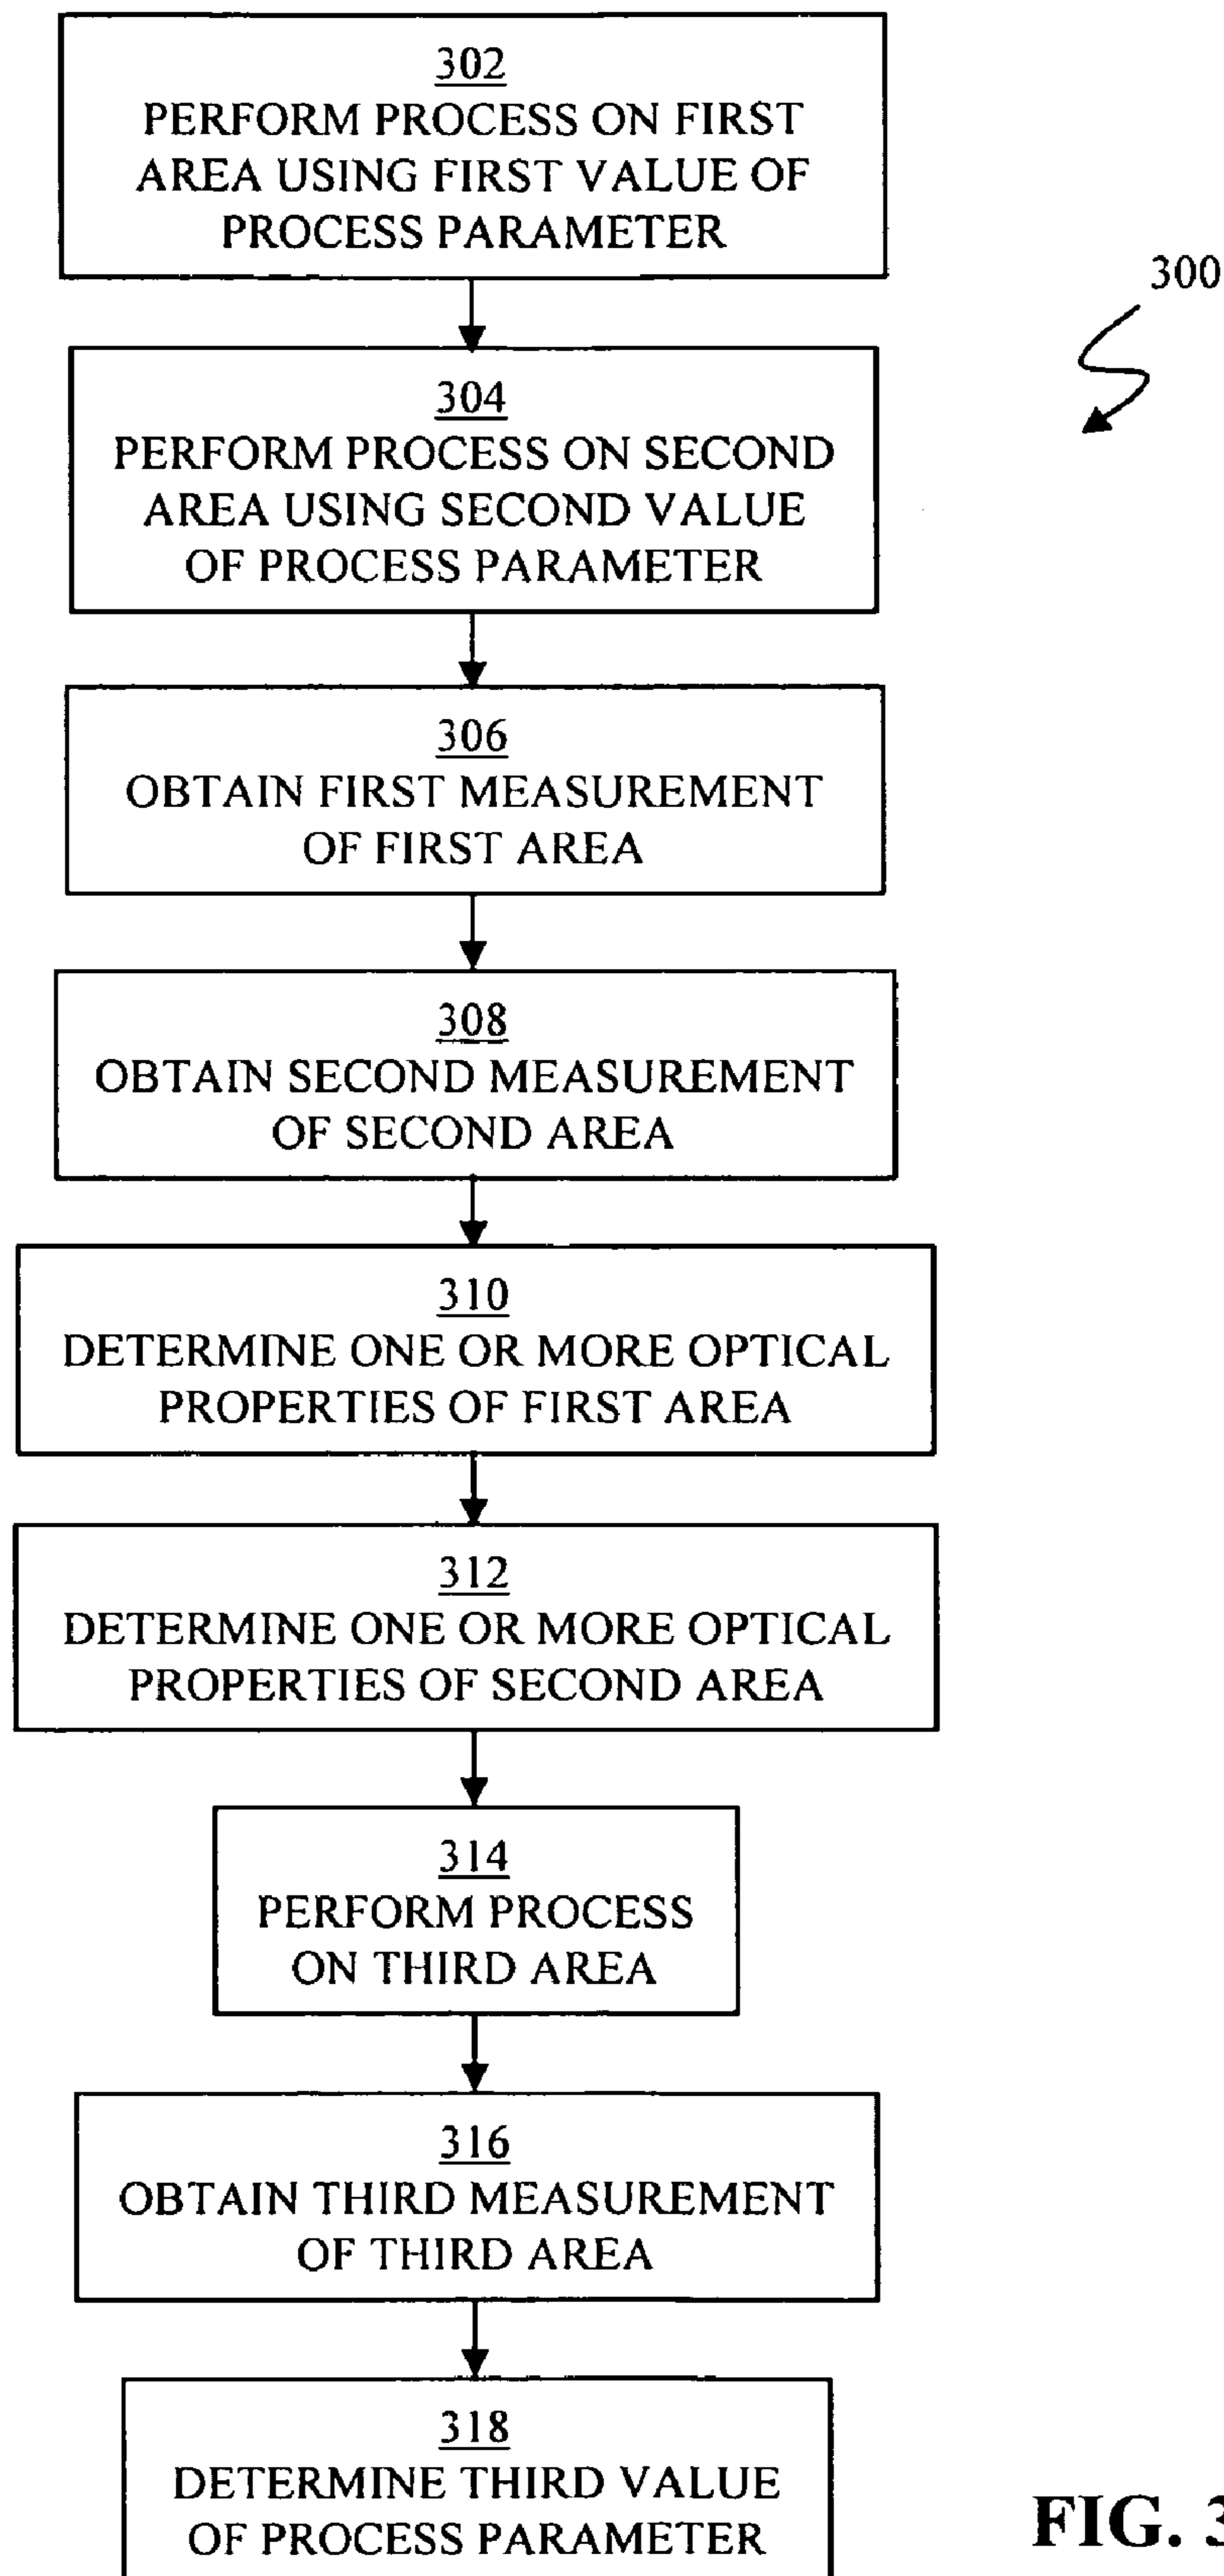 302
PERFORM PROCESS ON FIRST
AREA USING FIRST VALUE OF
PROCESS PARAMETER
300
304
PERFORM PROCESS ON SECOND
AREA USING SECOND VALUE
OF PROCESS PARAMETER
306
OBTAIN FIRST MEASUREMENT
OF FIRST AREA
308
OBTAIN SECOND MEASUREMENT
OF SECOND AREA
310
DETERMINE ONE OR MORE OPTICAL
PROPERTIES OF FIRST AREA
312
DETERMINE ONE OR MORE OPTICAL
PROPERTIES OF SECOND AREA
314
PERFORM PROCESS
ON THIRD AREA
316
OBTAIN THIRD MEASUREMENT
OF THIRD AREA
318
DETERMINE THIRD VALUE
OF PROCESS PARAMETER
FIG. 3